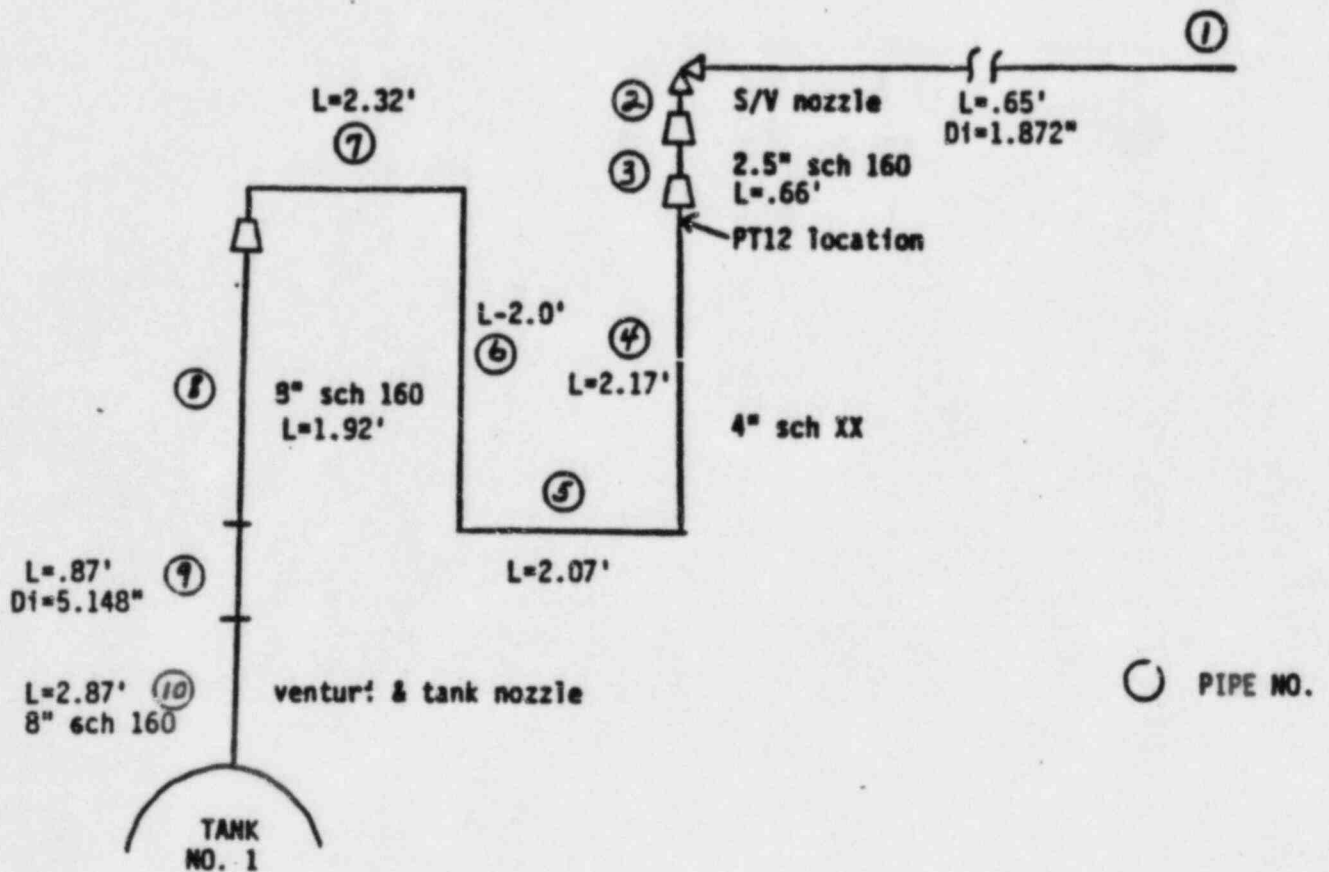 ①
L=2.32'
⑦
②
S/V nozzle
L=.65'
Di=1.872"
③
2.5" sch 160
L=.66'
PT12 location
L-2.0'
⑥
④
L=2.17'
⑧
9" sch 160
L=1.92'
4" sch XX
⑤
L=2.07'
L=.87'
Di=5.148"
⑨
L=2.87'
8" sch 160
⑩
venturi & tank nozzle
PIPE NO.
TANK
NO. 1